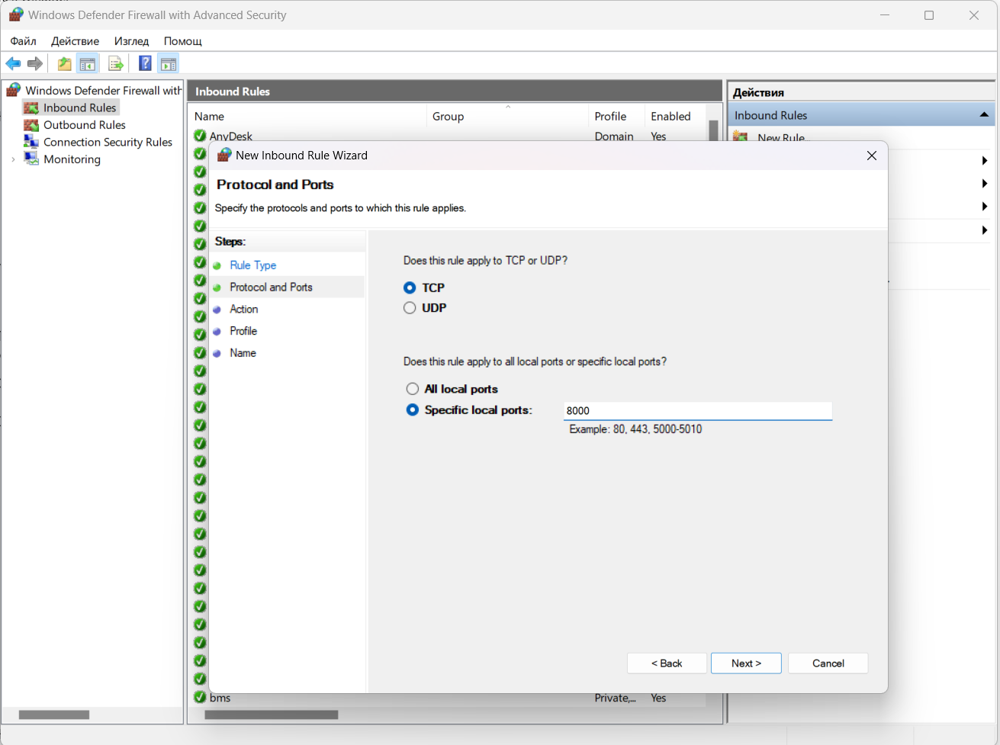 Windows Defender Firewall with Advanced Security
Файл Действие Изглед Помощ
Windows Defender Firewall with
Inbound Rules
Outbound Rules
Connection Security Rules
Monitoring
Inbound Rules
Name Group Profile Enabled
AnyDesk Domain Yes
bms Private,... Yes
Действия
Inbound Rules
New Rule...
New Inbound Rule Wizard
Protocol and Ports
Specify the protocols and ports to which this rule applies.
Steps:
Rule Type
Protocol and Ports
Action
Profile
Name
Does this rule apply to TCP or UDP?
TCP
UDP
Does this rule apply to all local ports or specific local ports?
All local ports
Specific local ports: 8000
Example: 80, 443, 5000-5010
< Back Next > Cancel